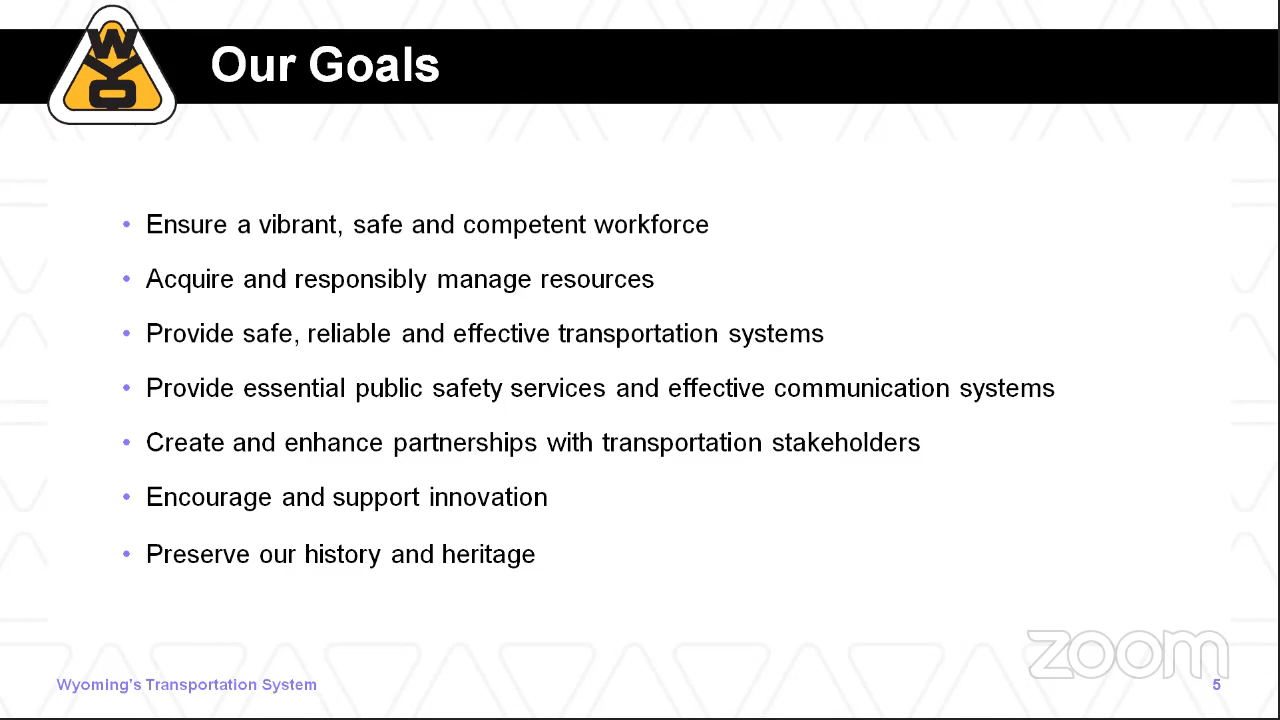 WYO
Our Goals
• Ensure a vibrant, safe and competent workforce
• Acquire and responsibly manage resources
• Provide safe, reliable and effective transportation systems
• Provide essential public safety services and effective communication systems
• Create and enhance partnerships with transportation stakeholders
• Encourage and support innovation
• Preserve our history and heritage
zoom
Wyoming's Transportation System
5